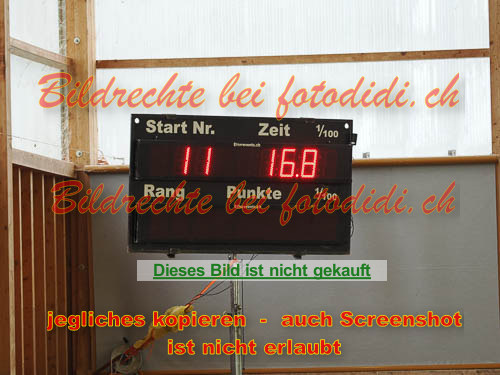 Bildrechte bei fotodidi.ch
Start Nr. Zeit 1/100
11 16.8
Rang Punkte 1/100
Bildrechte bei fotodidi.ch
Dieses Bild ist nicht gekauft
jegliches kopieren - auch Screenshot
ist nicht erlaubt